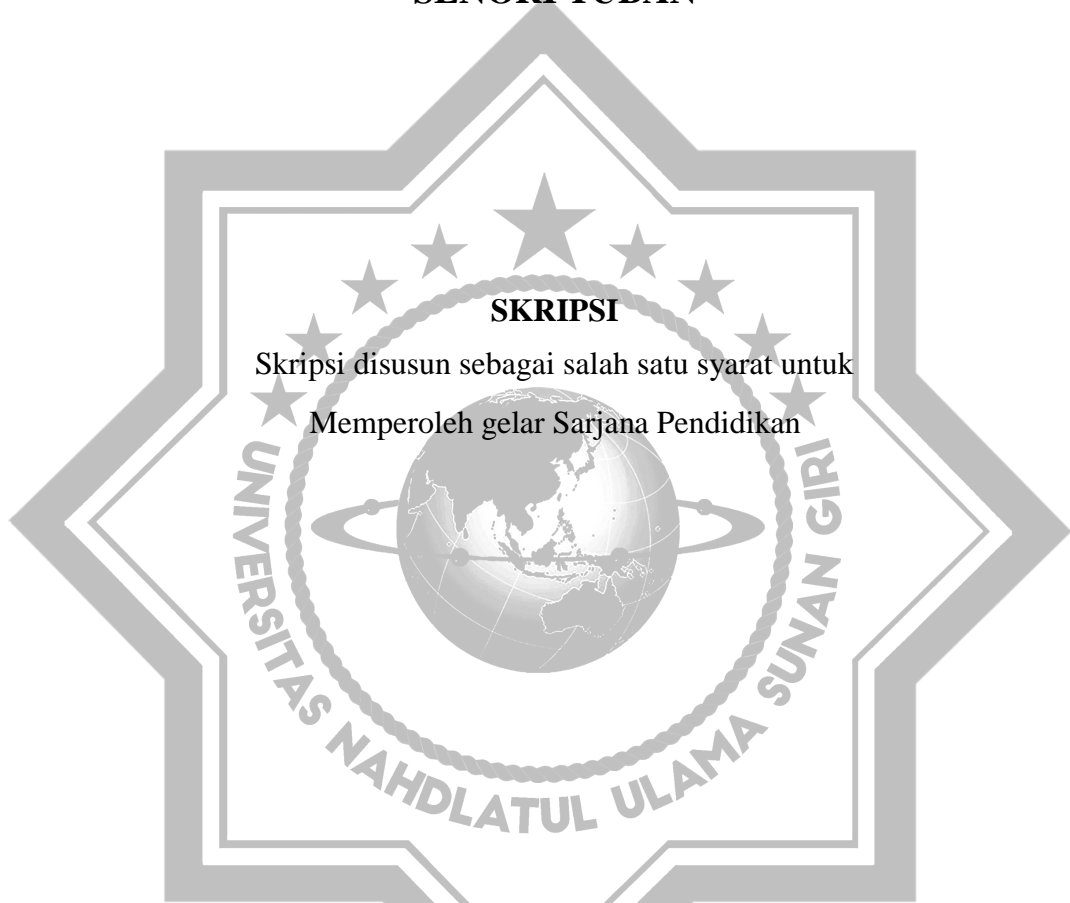 SENORI TUBAN
SKRIPSI
Skripsi disusun sebagai salah satu syarat untuk
Memperoleh gelar Sarjana Pendidikan
UNIVERSITAS NAHDLATUL ULAMA SUNAN GIRI